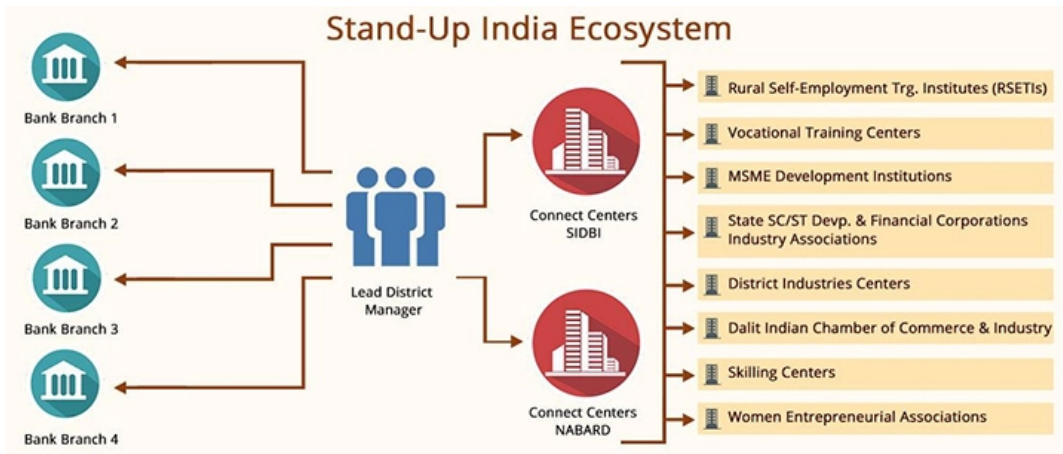 Stand-Up India Ecosystem
Bank Branch 1
Bank Branch 2
Bank Branch 3
Bank Branch 4
Lead District
Manager
Connect Centers
SIDBI
Connect Centers
NABARD
Rural Self-Employment Trg. Institutes (RSETIs)
Vocational Training Centers
MSME Development Institutions
State SC/ST Devp. & Financial Corporations
Industry Associations
District Industries Centers
Dalit Indian Chamber of Commerce & Industry
Skilling Centers
Women Entrepreneurial Associations